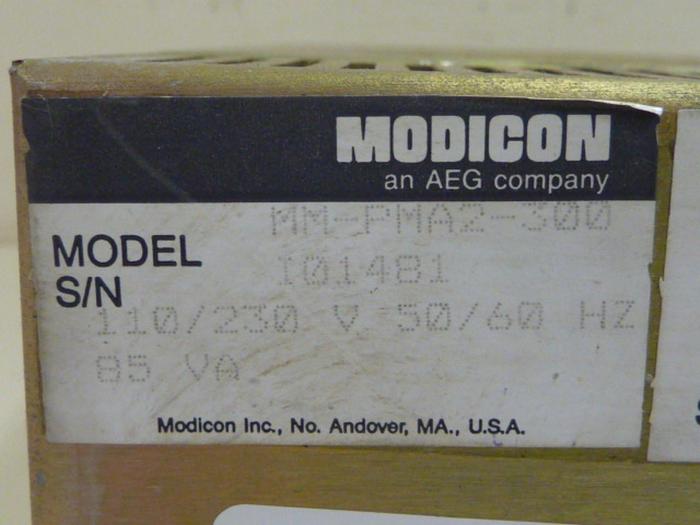 MODICON
an AEG company
MM-PMA2-300
MODEL
I01481
S/N
110/230 V 50/60 HZ
85 VA
Modicon Inc., No. Andover, MA., U.S.A.